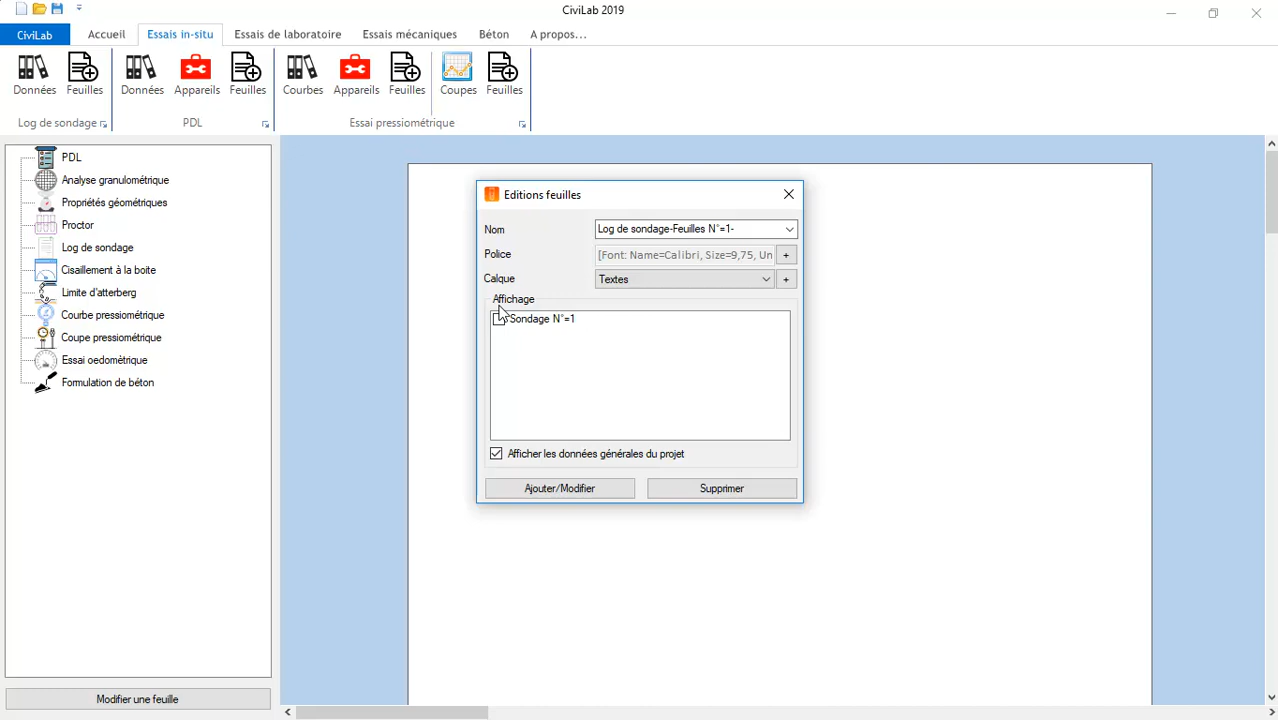 CiviLab 2019
CiviLab Accueil Essais in-situ Essais de laboratoire Essais mécaniques Béton A propos...
Données Feuilles Données Appareils Feuilles Courbes Appareils Feuilles Coupes Feuilles
Log de sondage PDL Essai pressiométrique
PDL
Analyse granulométrique
Propriétés géométriques
Proctor
Log de sondage
Cisaillement à la boite
Limite d'atterberg
Courbe pressiométrique
Coupe pressiométrique
Essai oedométrique
Formulation de béton
Modifier une feuille
Editions feuilles
Nom Log de sondage-Feuilles N°=1-
Police [Font: Name=Calibri, Size=9,75, Un +
Calque Textes +
Affichage
Sondage N°=1
Afficher les données générales du projet
Ajouter/Modifier Supprimer